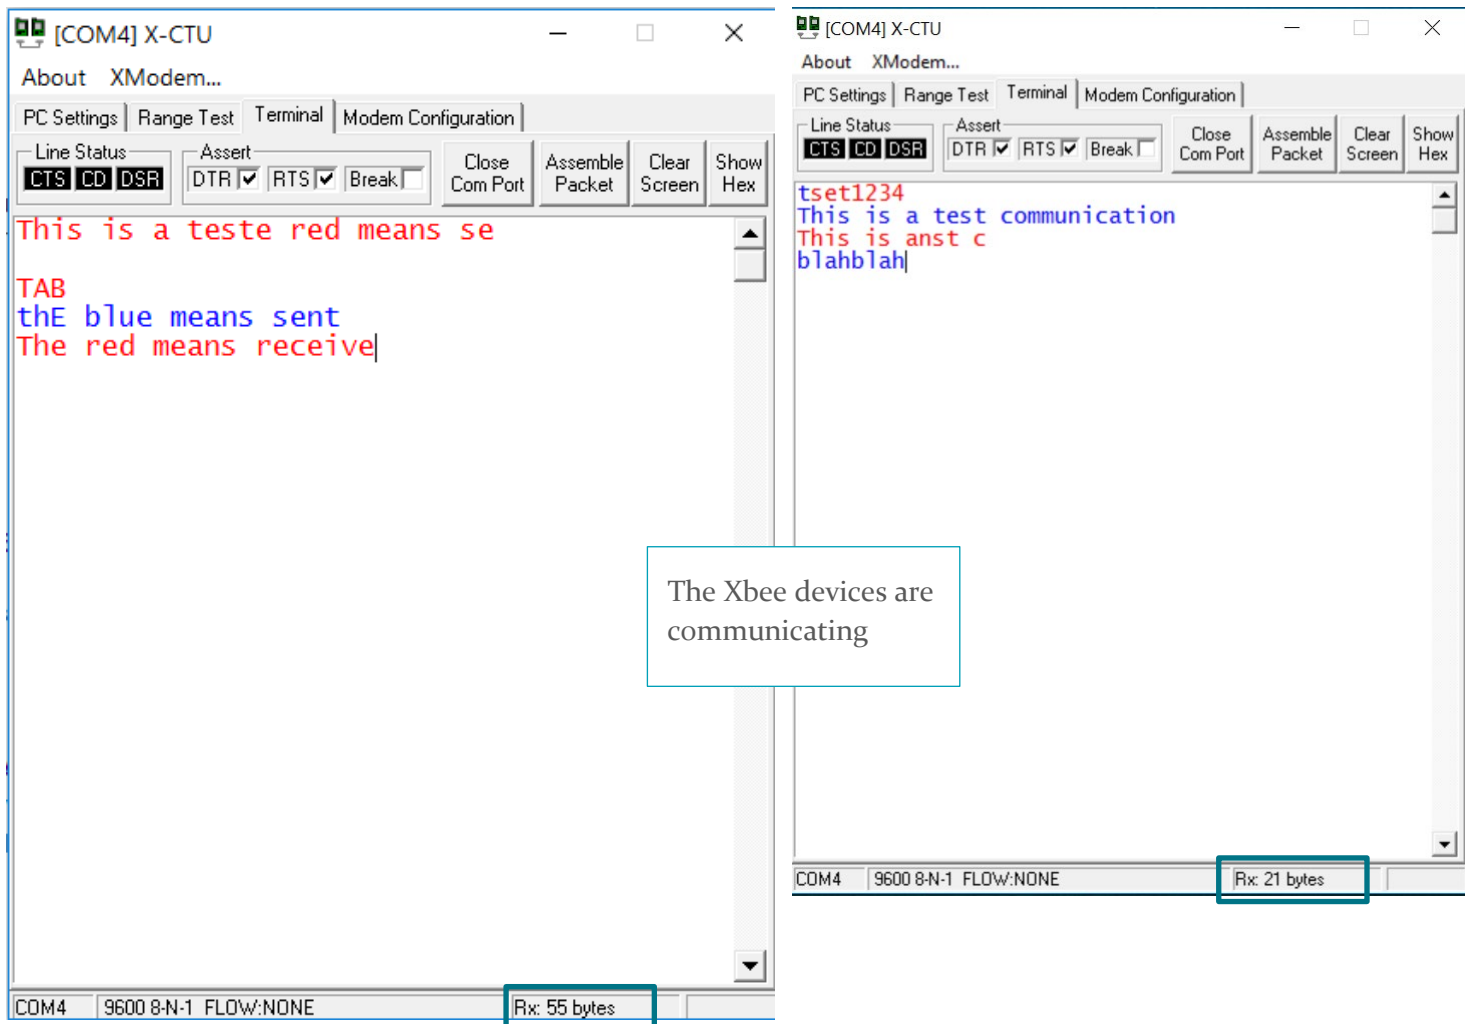 [COM4] X-CTU
About XModem...
PC Settings Range Test Terminal Modem Configuration
Line Status Assert
CTS CD DSR DTR RTS Break Close Com Port Assemble Packet Clear Screen Show Hex
This is a teste red means se
TAB
thE blue means sent
The red means receive
COM4 9600 8-N-1 FLOW:NONE Rx: 55 bytes
The Xbee devices are
communicating
[COM4] X-CTU
About XModem...
PC Settings Range Test Terminal Modem Configuration
Line Status Assert
CTS CD DSR DTR RTS Break Close Com Port Assemble Packet Clear Screen Show Hex
tset1234
This is a test communication
This is anst c
blahblah
COM4 9600 8-N-1 FLOW:NONE Rx: 21 bytes